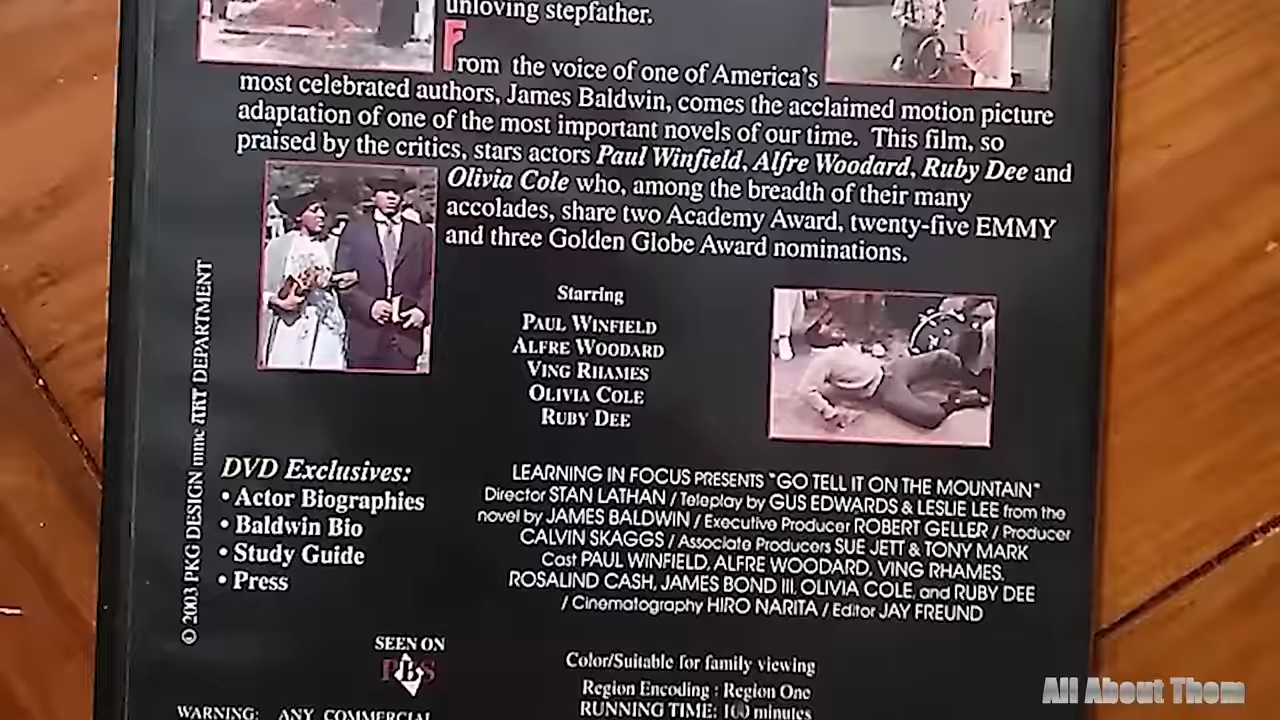 unloving stepfather.
From the voice of one of America's
most celebrated authors, James Baldwin, comes the acclaimed motion picture
adaptation of one of the most important novels of our time. This film, so
praised by the critics, stars actors Paul Winfield, Alfre Woodard, Ruby Dee and
Olivia Cole who, among the breadth of their many
accolades, share two Academy Award, twenty-five EMMY
and three Golden Globe Award nominations.
Starring
PAUL WINFIELD
ALFRE WOODARD
VING RHAMES
OLIVIA COLE
RUBY DEE
© 2003 PKG DESIGN mmc ART DEPARTMENT
DVD Exclusives:
• Actor Biographies
• Baldwin Bio
• Study Guide
• Press
LEARNING IN FOCUS PRESENTS "GO TELL IT ON THE MOUNTAIN"
Director STAN LATHAN / Teleplay by GUS EDWARDS & LESLIE LEE from the
novel by JAMES BALDWIN / Executive Producer ROBERT GELLER / Producer
CALVIN SKAGGS / Associate Producers SUE JETT & TONY MARK
Cast PAUL WINFIELD, ALFRE WOODARD, VING RHAMES,
ROSALIND CASH, JAMES BOND III, OLIVIA COLE, and RUBY DEE
/ Cinematography HIRO NARITA / Editor JAY FREUND
SEEN ON
PBS
Color/Suitable for family viewing
Region Encoding : Region One
RUNNING TIME: 100 minutes
WARNING: ANY COMMERCIAL
All About Thom